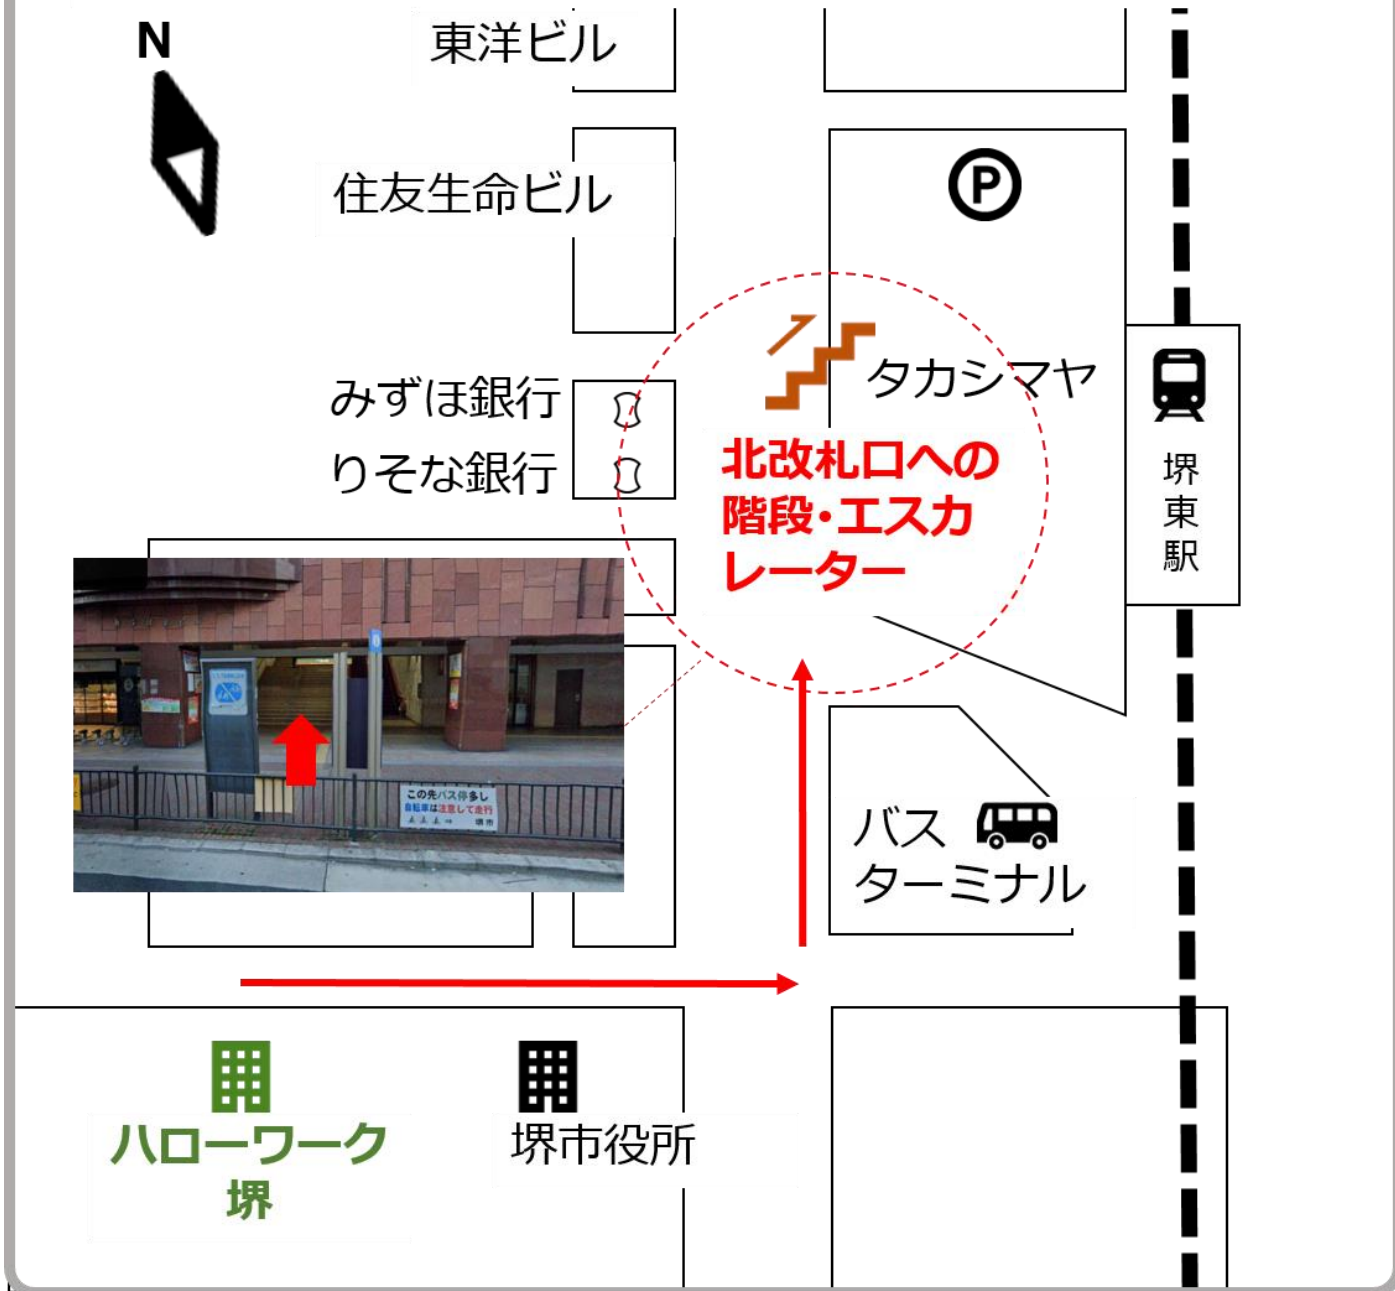 N
東洋ビル
住友生命ビル
P
タカシマヤ
みずほ銀行
りそな銀行
北改札口への
階段・エスカ
レーター
堺東駅
この先バス停多し
自転車は注意して走行
堺市
バス
ターミナル
ハローワーク
堺
堺市役所